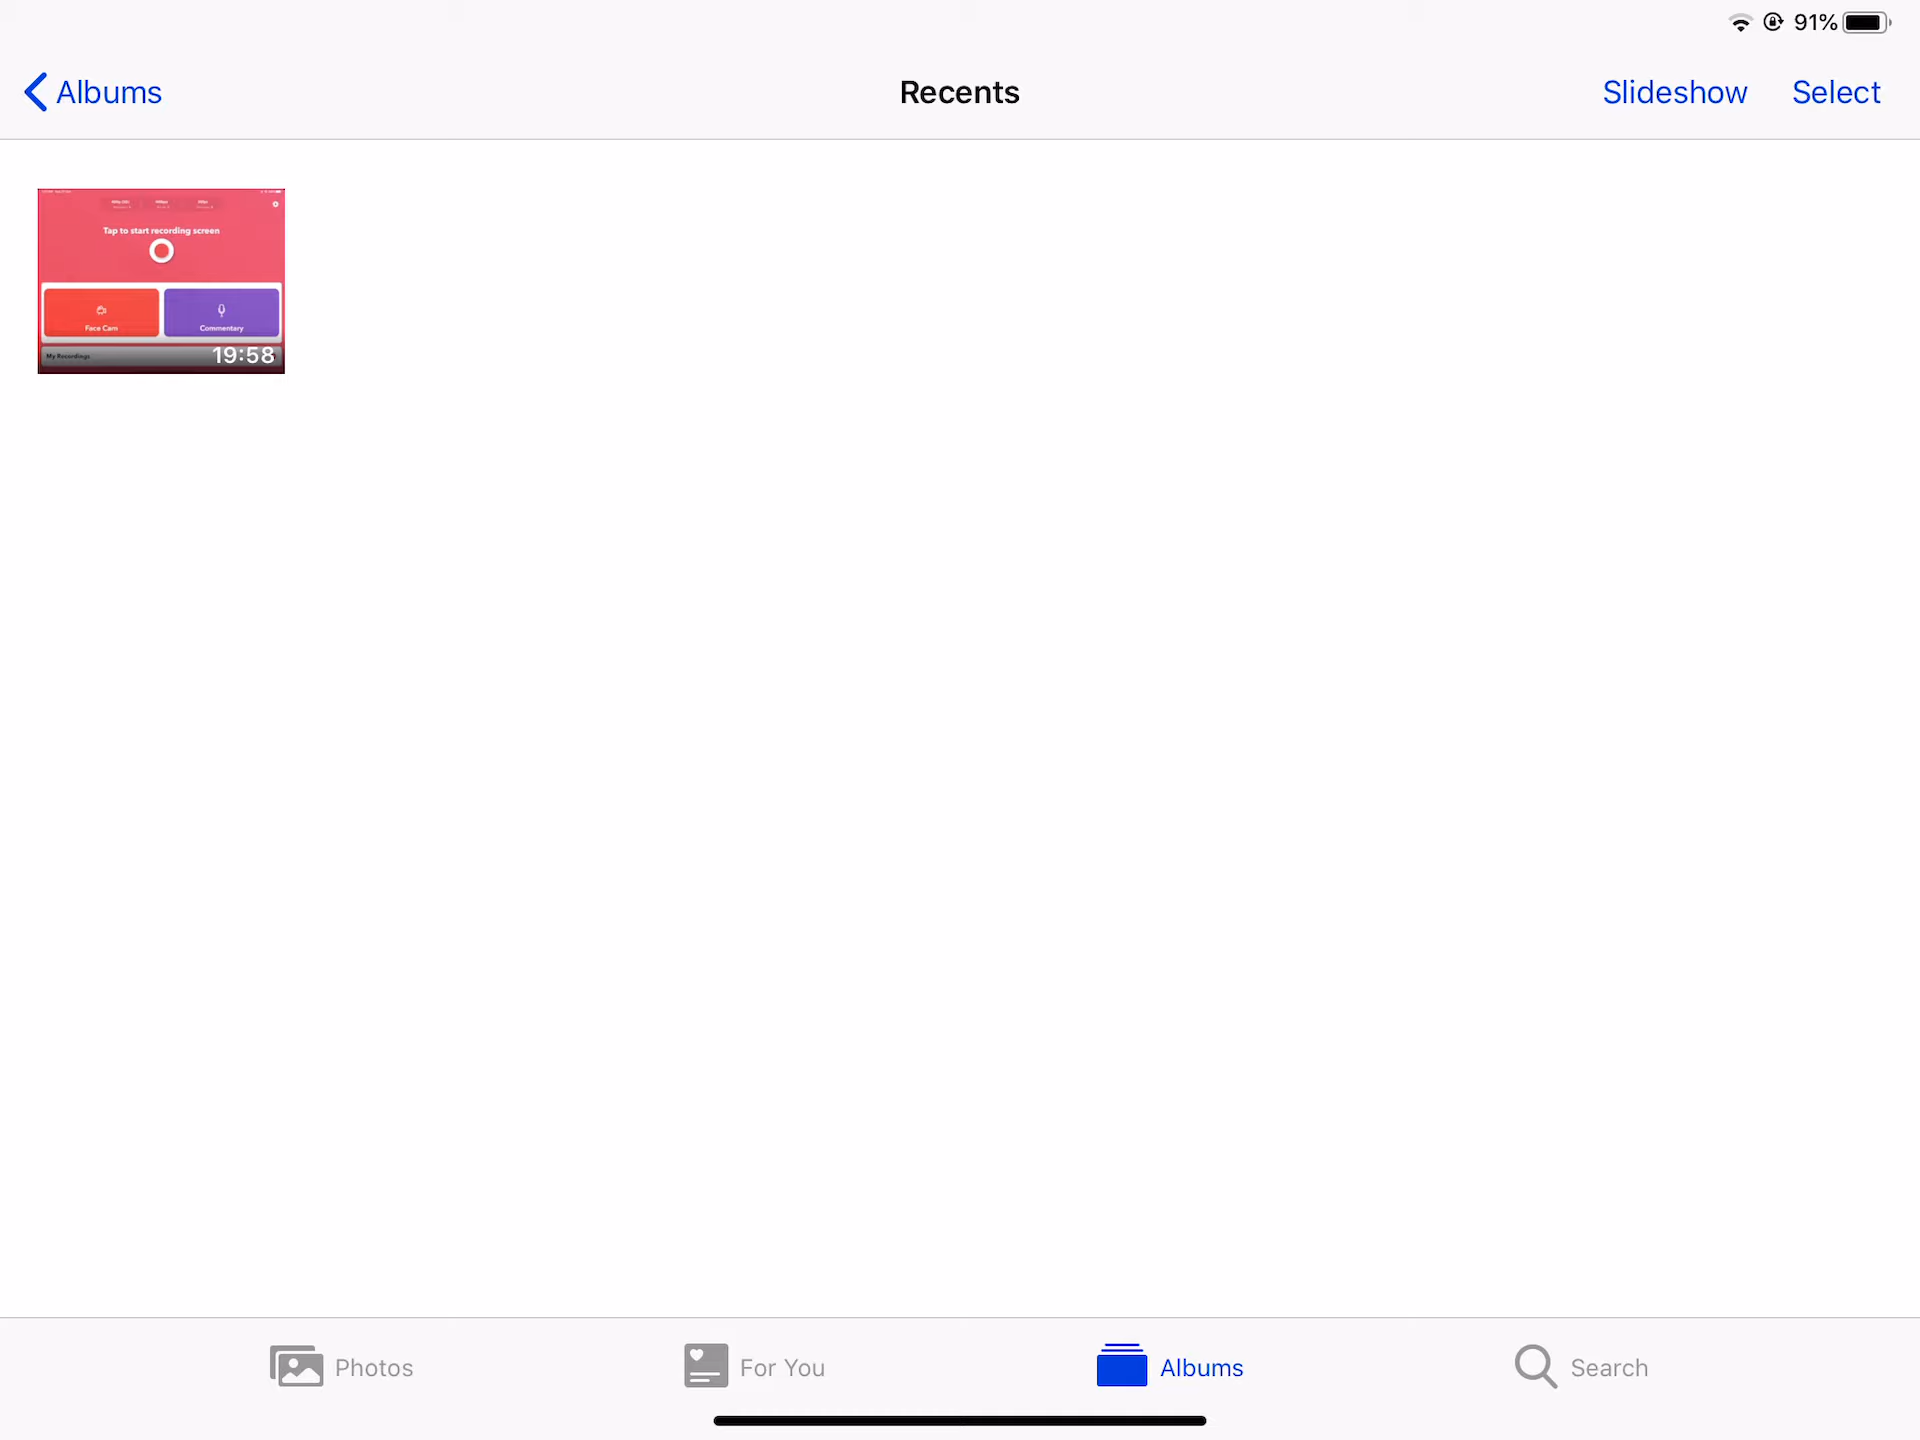 91%
Albums
Recents
Slideshow Select
Tap to start recording screen
Face Cam
Commentary
My Recordings
19:58
Photos
For You
Albums
Search